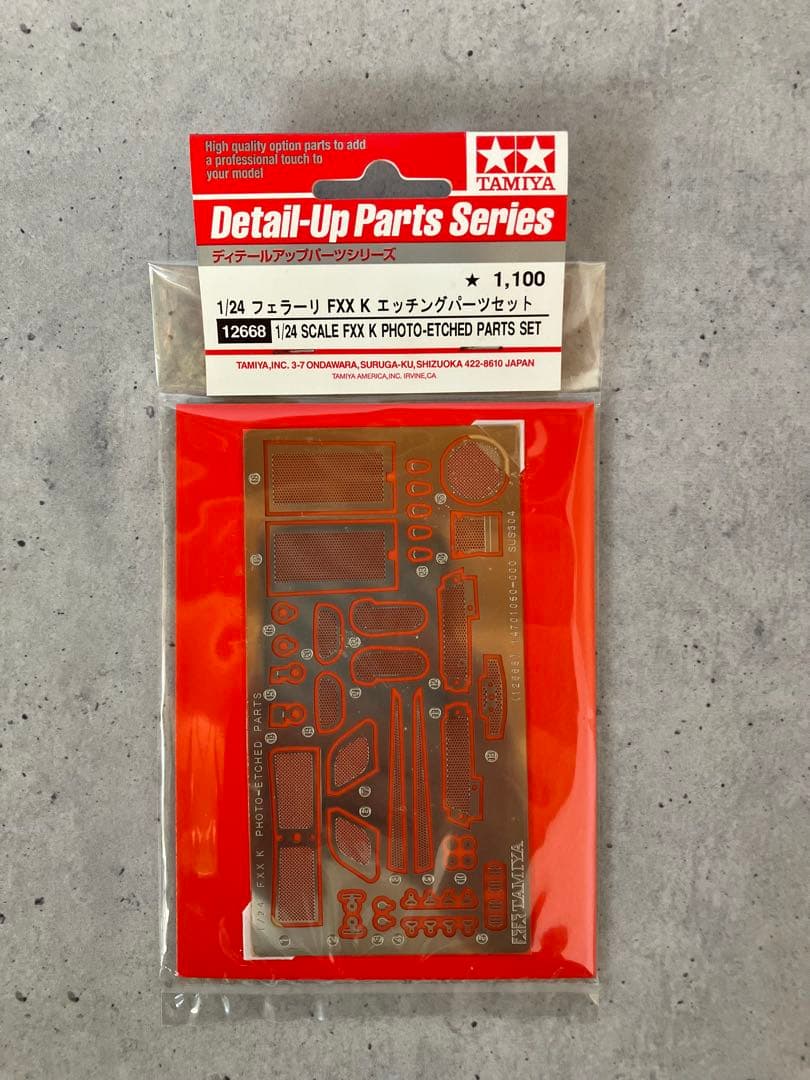 High quality option parts to add
a professional touch to
your model
TAMIYA
Detail-Up Parts Series
ディテールアップパーツシリーズ
★ 1,100
1/24 フェラーリ FXX K エッチングパーツセット
12668 1/24 SCALE FXX K PHOTO-ETCHED PARTS SET
TAMIYA,INC. 3-7 ONDAWARA,SURUGA-KU,SHIZUOKA 422-8610 JAPAN
TAMIYA AMERICA,INC. IRVINE,CA
(12668) 14701060-000 SUS304
1/24 FXX K PHOTO-ETCHED PARTS
TAMIYA